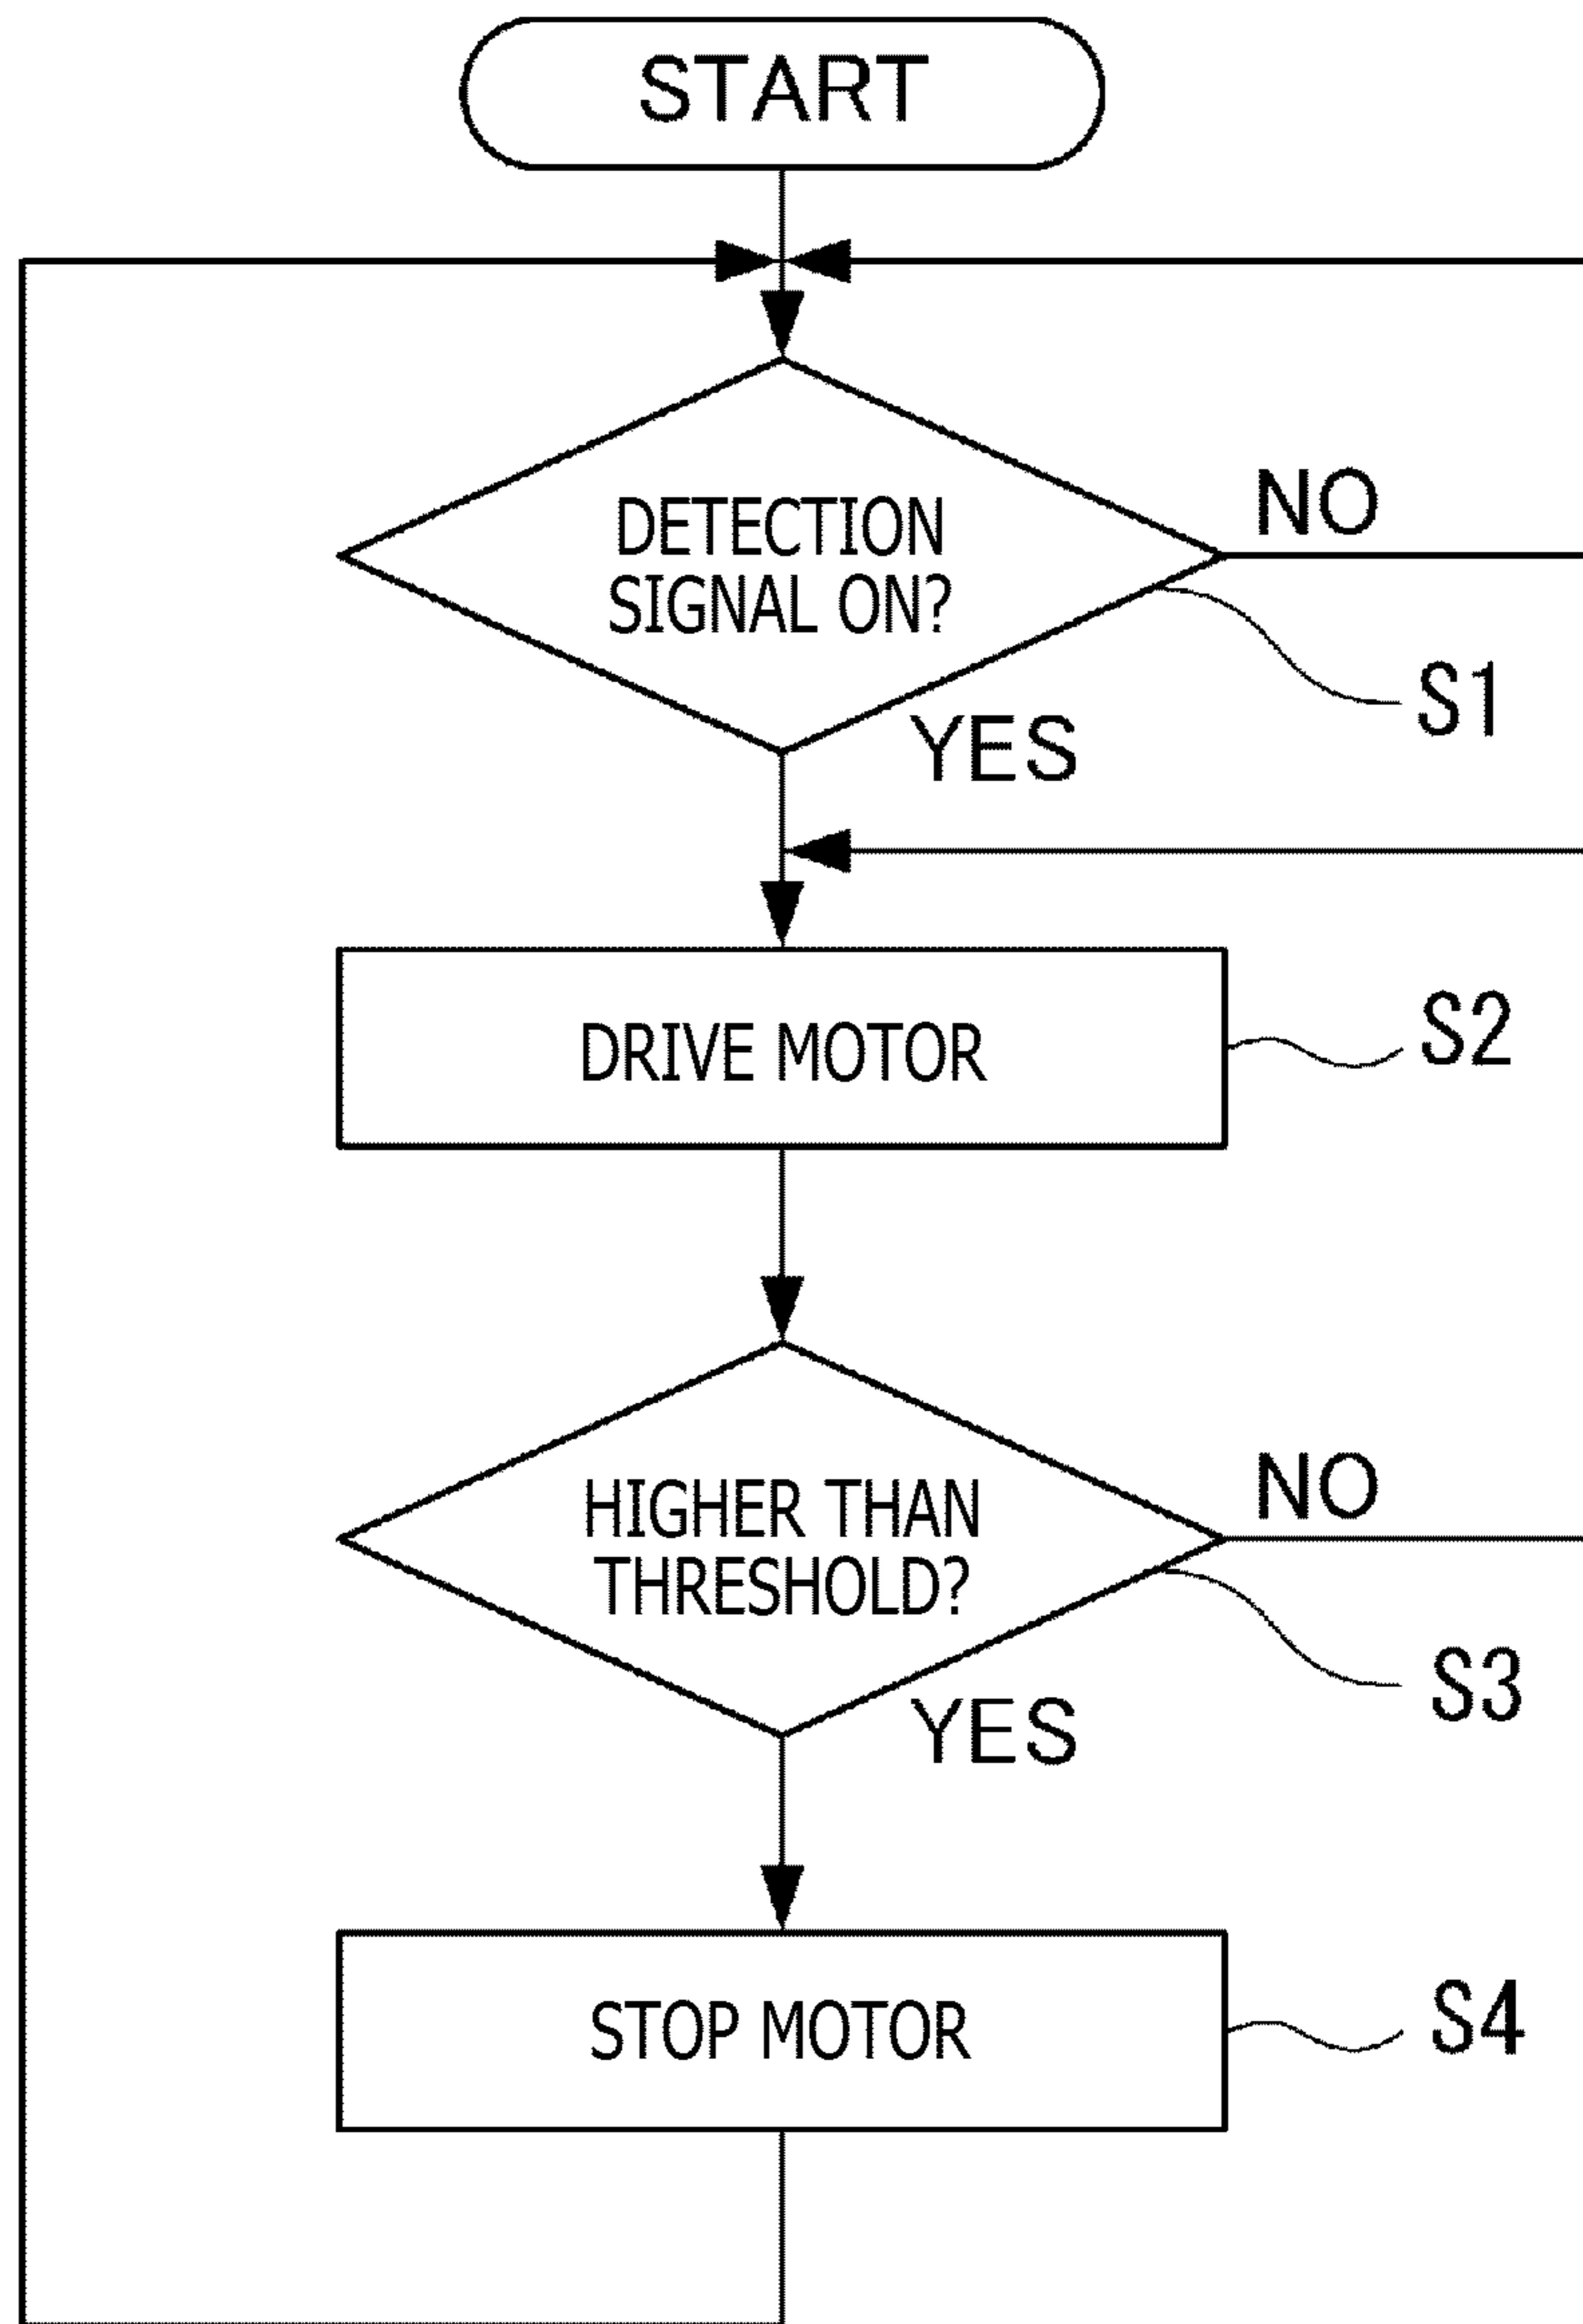 START
DETECTION
SIGNAL ON?
NO
S1
YES
DRIVE MOTOR
S2
HIGHER THAN
THRESHOLD?
NO
S3
YES
STOP MOTOR
S4